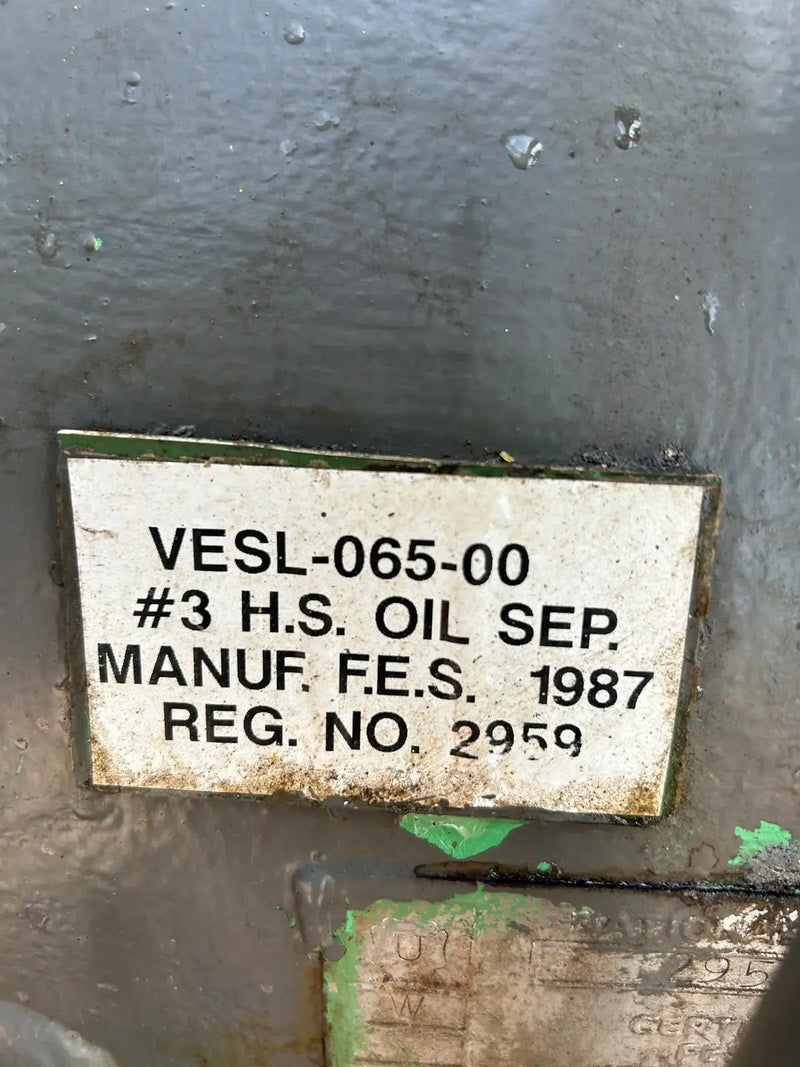 VESL-065-00
#3 H.S. OIL SEP.
MANUF. F.E.S. 1987
REG. NO. 2959
U
W